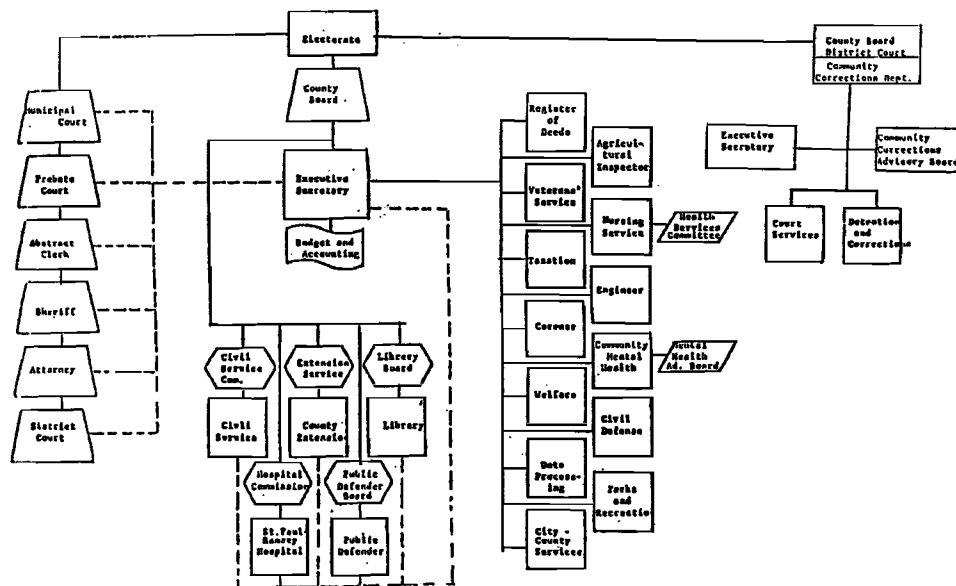 Electorate
County
Board
County Board
District Court
Community
Corrections Dept.
Municipal
Court
Probate
Court
Abstract
Clerk
Sheriff
Attorney
District
Court
Executive
Secretary
Budget and
Accounting
Civil
Service
Com.
Extension
Service
Library
Board
Civil
Service
County
Extension
Library
Hospital
Commission
Public
Defender
Board
St.Paul-
Ramsey
Hospital
Public
Defender
Register
of
Deeds
Agricul-
tural
Inspector
Veterans'
Service
Nursing
Service
Health
Services
Committee
Taxation
Engineer
Coroner
Community
Mental
Health
Mental
Health
Ad. Board
Welfare
Civil
Defense
Data
Process-
ing
Parks
and
Recreation
City -
County
Services
Executive
Secretary
Community
Corrections
Advisory Board
Court
Services
Detention
and
Corrections